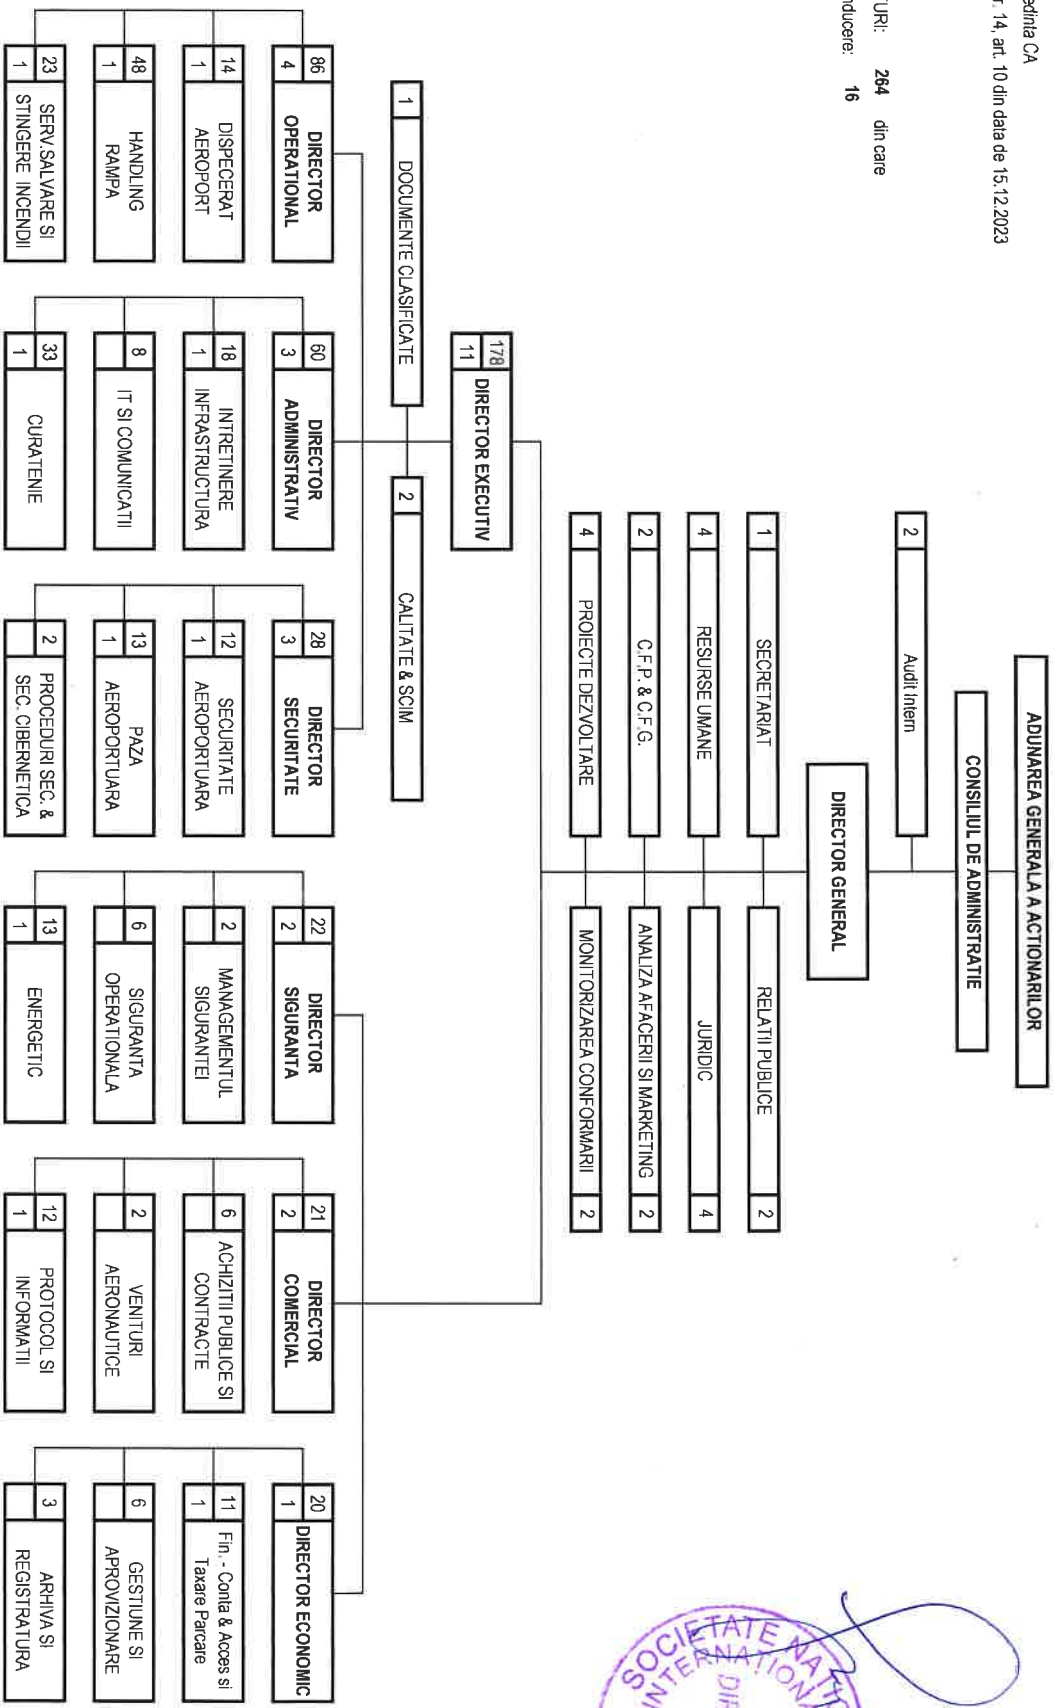 edinta CA
r. 14, art. 10 din data de 15.12.2023
URI: 264 din care
nducere: 16
ADUNAREA GENERALA A ACTIONARILOR
CONSILIUL DE ADMINISTRATIE
2 Audit Intern
DIRECTOR GENERAL
1 SECRETARIAT
RELATII PUBLICE 2
4 RESURSE UMANE
JURIDIC 4
2 C.F.P. & C.F.G.
ANALIZA AFACERII SI MARKETING 2
4 PROIECTE DEZVOLTARE
MONITORIZAREA CONFORMARII 2
178 DIRECTOR EXECUTIV
11
1 DOCUMENTE CLASIFICATE
2 CALITATE & SCIM
86 DIRECTOR
4 OPERATIONAL
14 DISPECERAT
1 AEROPORT
48 HANDLING
1 RAMPA
23 SERV.SALVARE SI
1 STINGERE INCENDII
60 DIRECTOR
3 ADMINISTRATIV
18 INTRETINERE
1 INFRASTRUCTURA
8 IT SI COMUNICATII
33 CURATENIE
1
28 DIRECTOR
3 SECURITATE
12 SECURITATE
1 AEROPORTUARA
13 PAZA
1 AEROPORTUARA
2 PROCEDURI SEC. &
SEC. CIBERNETICA
22 DIRECTOR
2 SIGURANTA
2 MANAGEMENTUL
SIGURANTEI
6 SIGURANTA
OPERATIONALA
13 ENERGETIC
1
21 DIRECTOR
2 COMERCIAL
6 ACHIZITII PUBLICE SI
CONTRACTE
2 VENITURI
AERONAUTICE
12 PROTOCOL SI
1 INFORMATII
20 DIRECTOR ECONOMIC
1
11 Fin. - Conta & Acces si
1 Taxare Parcare
6 GESTIUNE SI
APROVIZIONARE
3 ARHIVA SI
REGISTRATURA
SOCIETATE NATI
INTERNATIONA
DIR